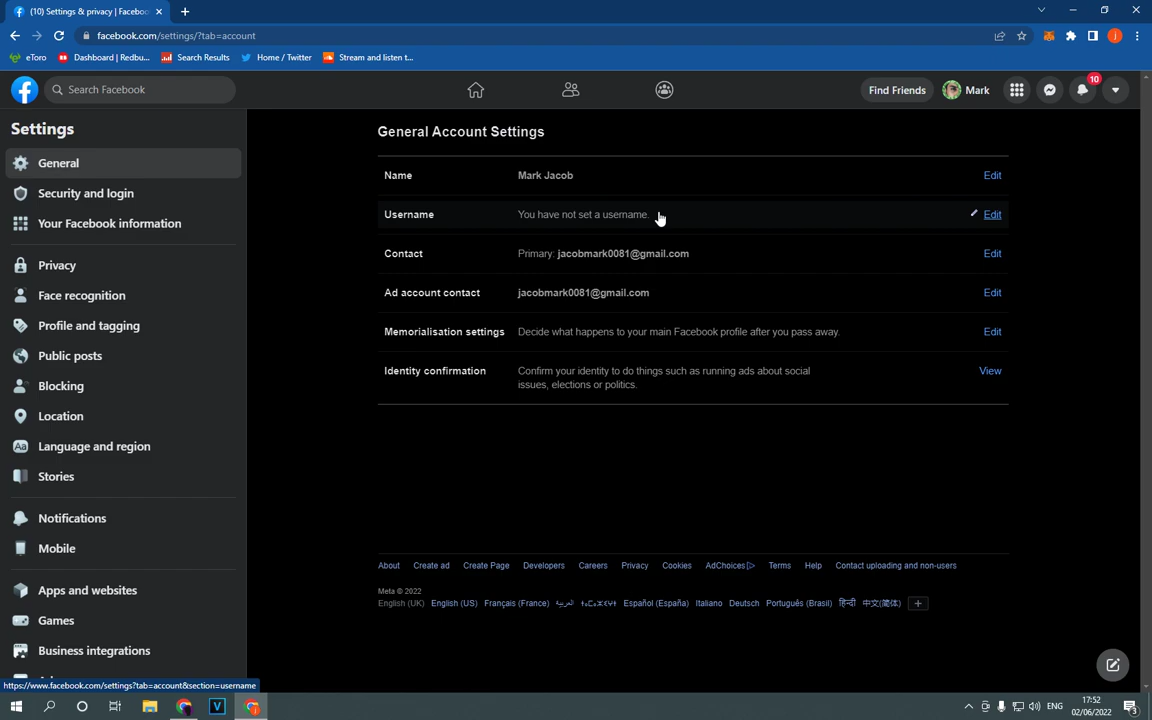 (10) Settings & privacy | Facebo
facebook.com/settings/?tab=account
eToro
Dashboard | Redbu...
Search Results
Home / Twitter
Stream and listen t...
Search Facebook
Find Friends
Mark
10
Settings
General
Security and login
Your Facebook information
Privacy
Face recognition
Profile and tagging
Public posts
Blocking
Location
Language and region
Stories
Notifications
Mobile
Apps and websites
Games
Business integrations
General Account Settings
Name Mark Jacob Edit
Username You have not set a username. Edit
Contact Primary: jacobmark0081@gmail.com Edit
Ad account contact jacobmark0081@gmail.com Edit
Memorialisation settings Decide what happens to your main Facebook profile after you pass away. Edit
Identity confirmation Confirm your identity to do things such as running ads about social View
issues, elections or politics.
About Create ad Create Page Developers Careers Privacy Cookies AdChoices Terms Help Contact uploading and non-users
Meta © 2022
English (UK) English (US) Français (France) العربية ⵜⴰⵎⴰⵣⵉⵖⵜ Español (España) Italiano Deutsch Português (Brasil) हिन्दी 中文(简体) +
https://www.facebook.com/settings?tab=account&section=username
ENG
17:52
02/06/2022
3